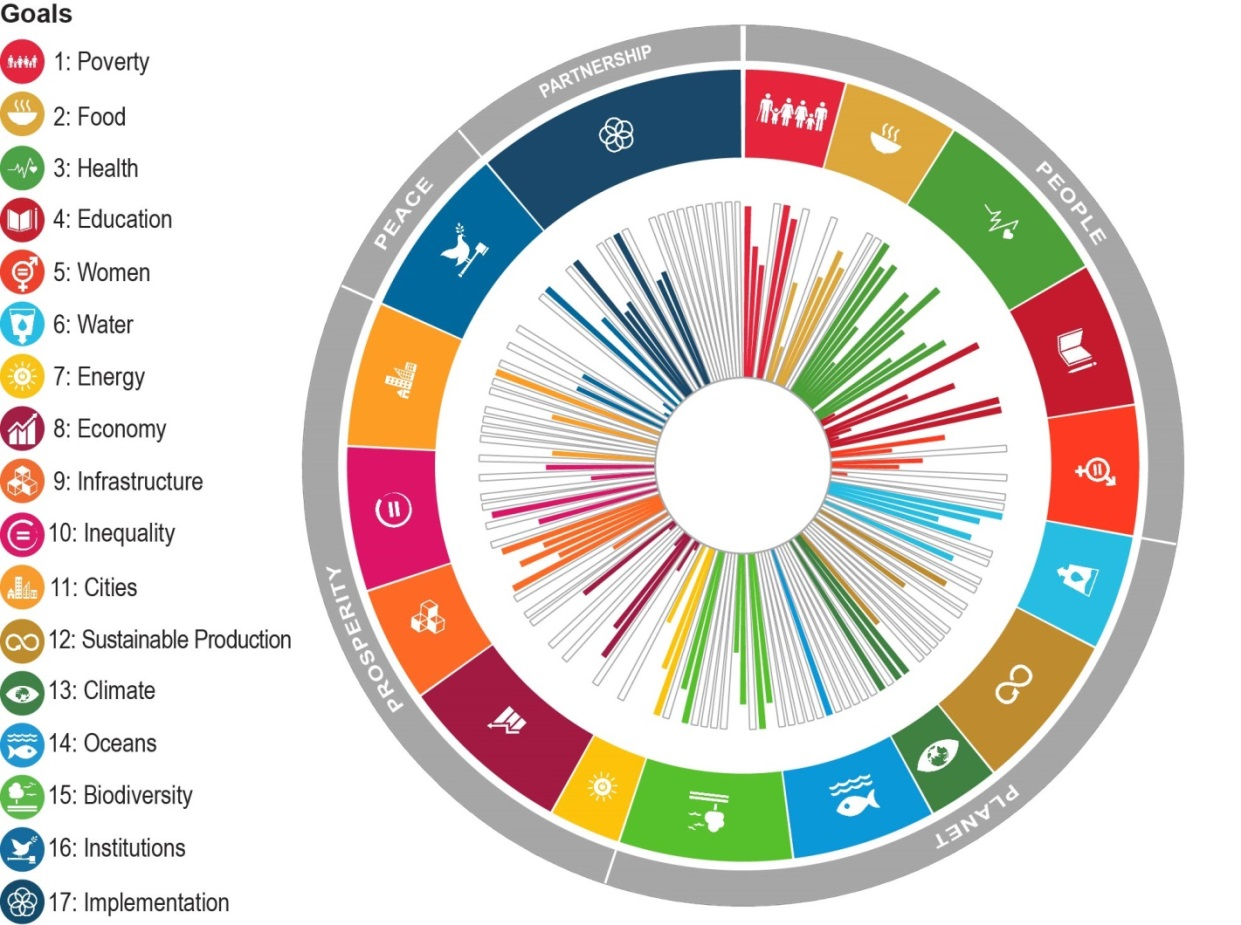 Goals
1: Poverty
2: Food
3: Health
4: Education
5: Women
6: Water
7: Energy
8: Economy
9: Infrastructure
10: Inequality
11: Cities
12: Sustainable Production
13: Climate
14: Oceans
15: Biodiversity
16: Institutions
17: Implementation
PARTNERSHIP
PEOPLE
PEACE
PROSPERITY
PLANET